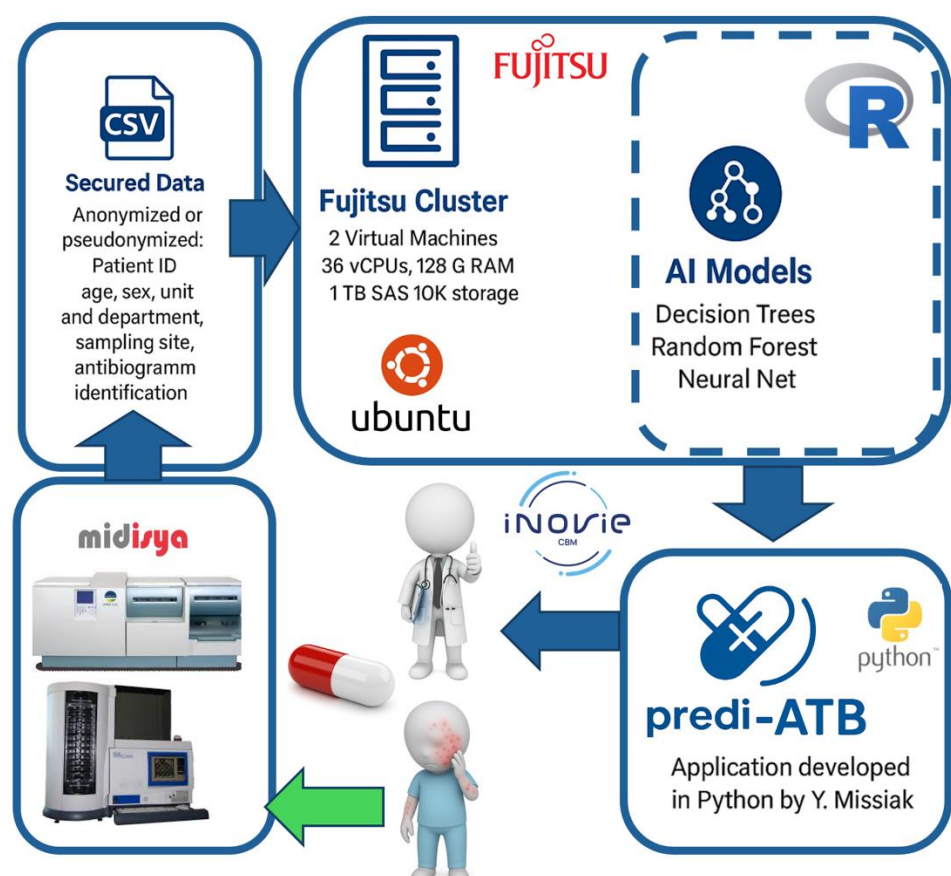 CSV
Secured Data
Anonymized or
pseudonymized:
Patient ID
age, sex, unit
and department,
sampling site,
antibiogramm
identification
FUJITSU
Fujitsu Cluster
2 Virtual Machines
36 vCPUs, 128 G RAM
1 TB SAS 10K storage
ubuntu
R
AI Models
Decision Trees
Random Forest
Neural Net
midisya
iNOVie
CBM
python™
predi-ATB
Application developed
in Python by Y. Missiak